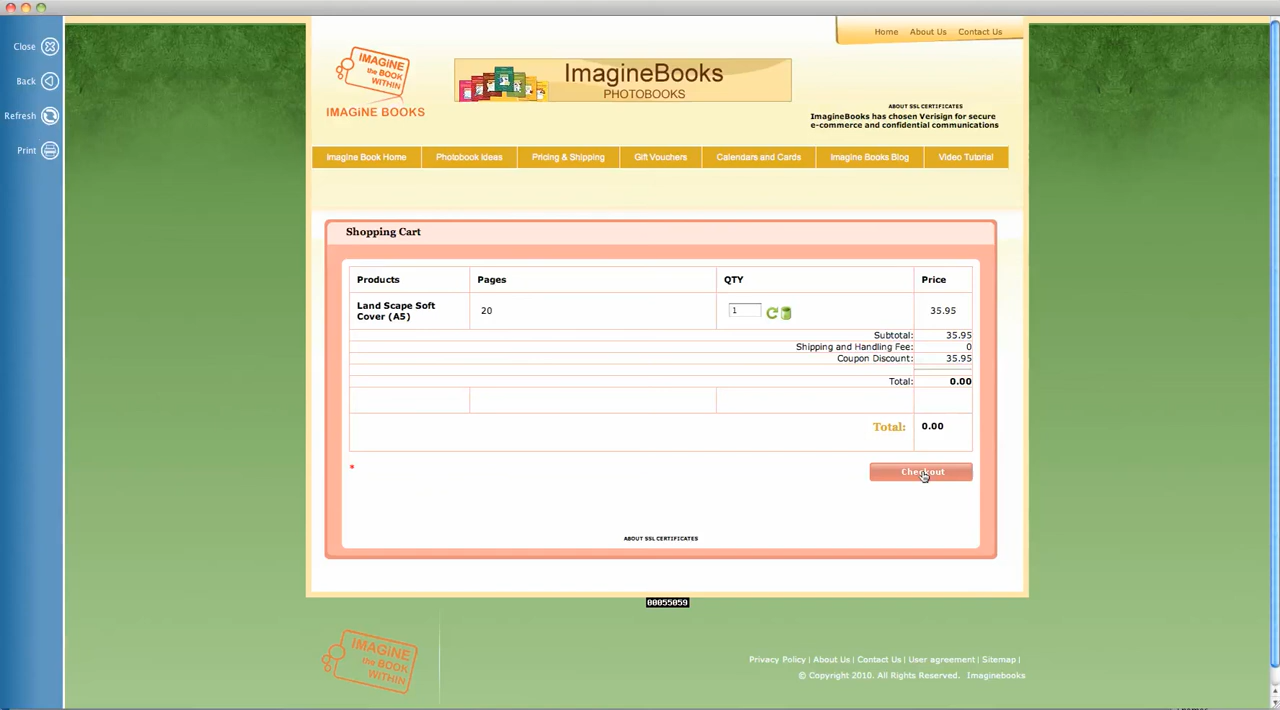 Close
Back
Refresh
Print
Home About Us Contact Us
IMAGINE
the BOOK
WITHIN
IMAGiNE BOOKS
ImagineBooks
PHOTOBOOKS
ABOUT SSL CERTIFICATES
ImagineBooks has chosen Verisign for secure
e-commerce and confidential communications
Imagine Book Home Photobook Ideas Pricing & Shipping Gift Vouchers Calendars and Cards Imagine Books Blog Video Tutorial
Shopping Cart
Products Pages QTY Price
Land Scape Soft
Cover (A5) 20 1 35.95
Subtotal: 35.95
Shipping and Handling Fee: 0
Coupon Discount: 35.95
Total: 0.00
Total: 0.00
*
Checkout
ABOUT SSL CERTIFICATES
00055059
IMAGINE
the BOOK
WITHIN
Privacy Policy | About Us | Contact Us | User agreement | Sitemap |
© Copyright 2010. All Rights Reserved. Imaginebooks